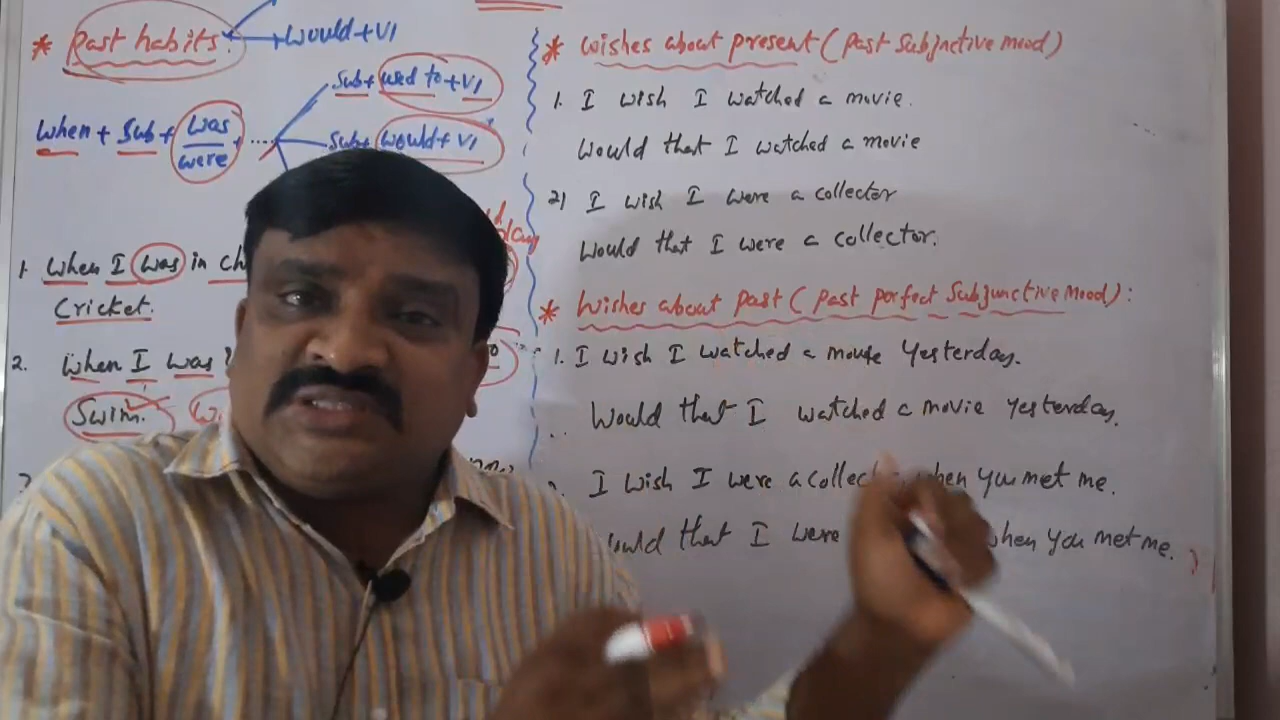 * Past habits.
would+V1
Sub+ used to +V1
When + Sub + was/were + ....
Sub+ would+ V1
1. When I was in ch
Cricket.
2. When I was
Swim.
* wishes about present (past subjnctive mood)
1. I wish I watched a movie.
Would that I watched a movie
2) I wish I were a collector
Would that I were a collector.
* Wishes about past (past perfect subjunctive Mood):
1. I wish I watched a movie yesterday.
Would that I watched a movie yesterday.
I wish I were a collec when you met me.
ould that I were when you met me.